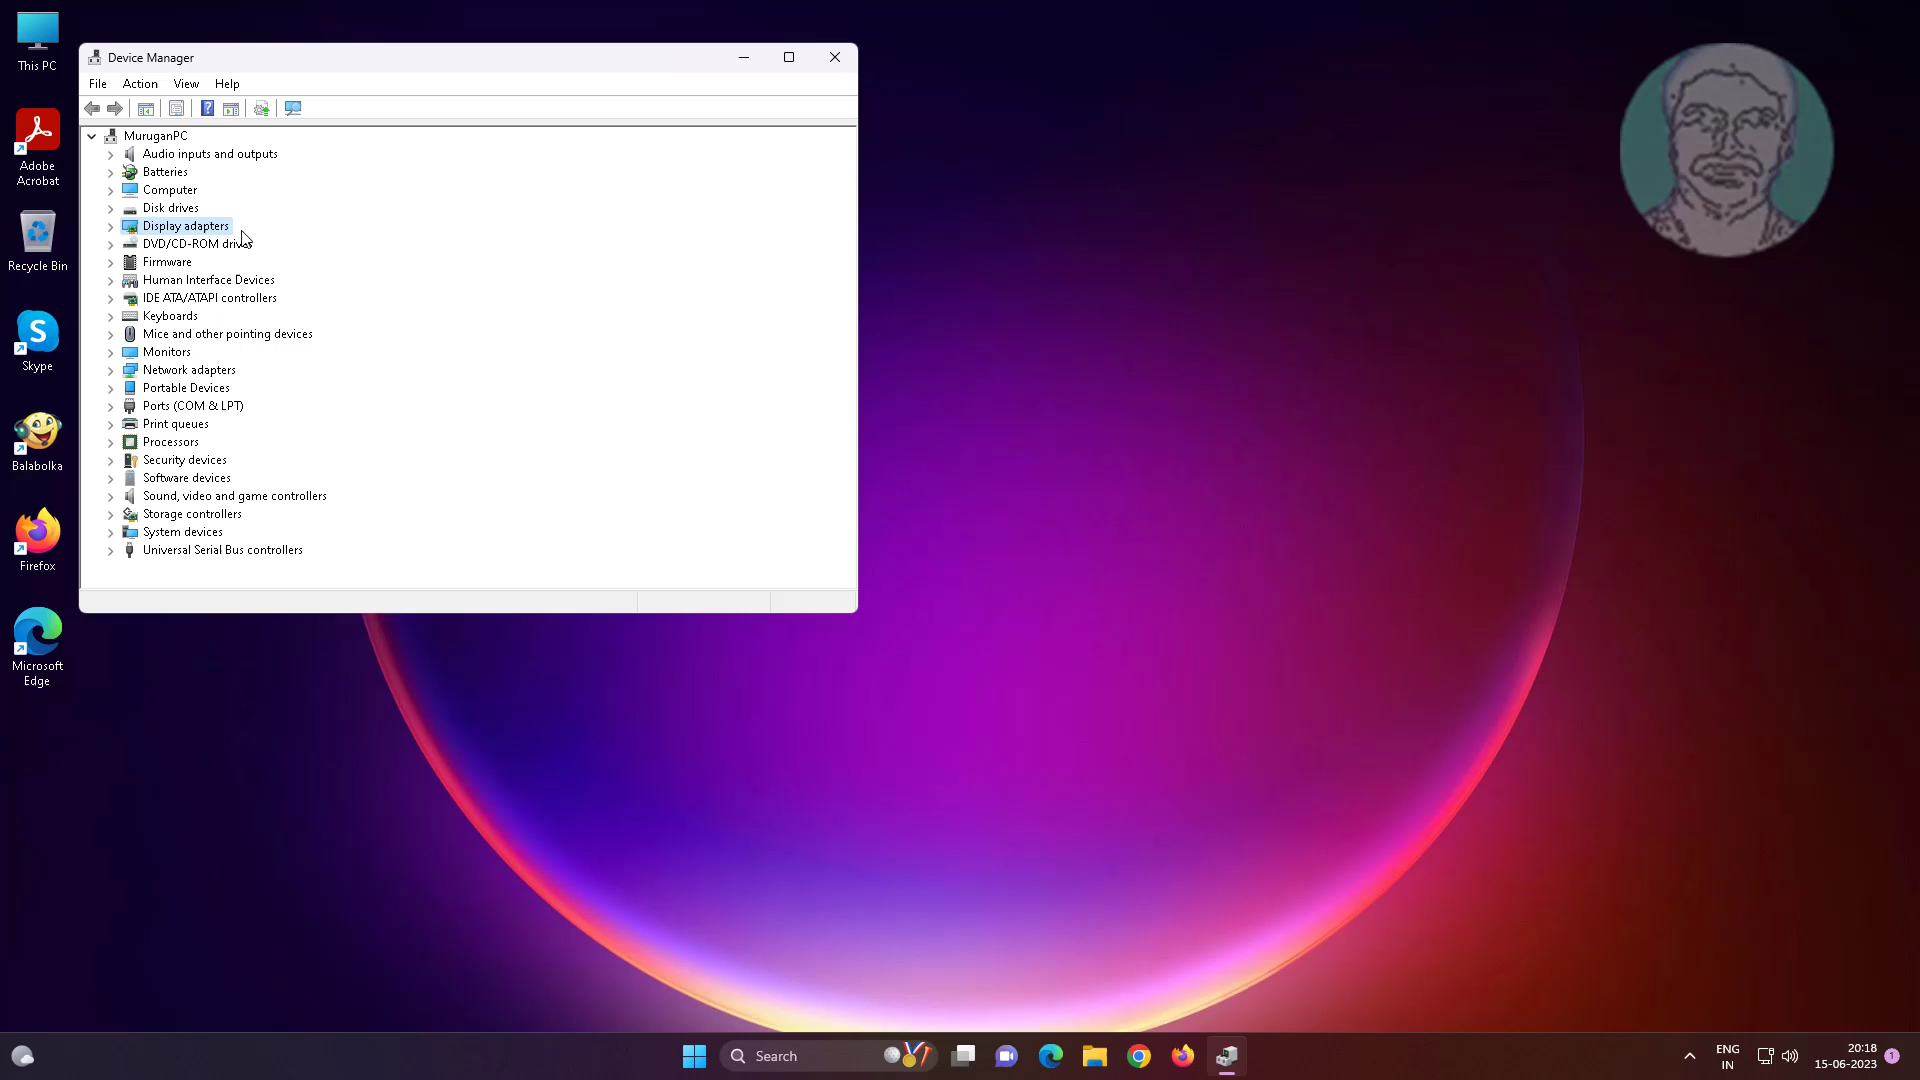 This PC
Adobe
Acrobat
Recycle Bin
Skype
Balabolka
Firefox
Microsoft
Edge
Device Manager
File Action View Help
MuruganPC
Audio inputs and outputs
Batteries
Computer
Disk drives
Display adapters
DVD/CD-ROM drives
Firmware
Human Interface Devices
IDE ATA/ATAPI controllers
Keyboards
Mice and other pointing devices
Monitors
Network adapters
Portable Devices
Ports (COM & LPT)
Print queues
Processors
Security devices
Software devices
Sound, video and game controllers
Storage controllers
System devices
Universal Serial Bus controllers
Search
ENG
IN
20:18
15-06-2023
1